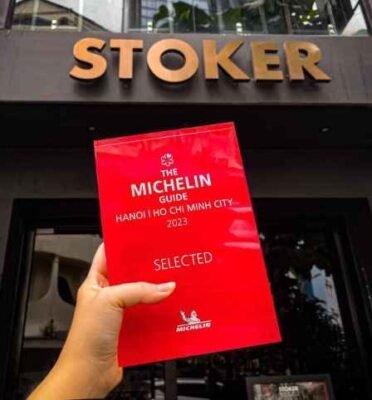 STOKER
THE
MICHELIN
GUIDE
HANOI | HO CHI MINH CITY
2023
SELECTED
MICHELIN